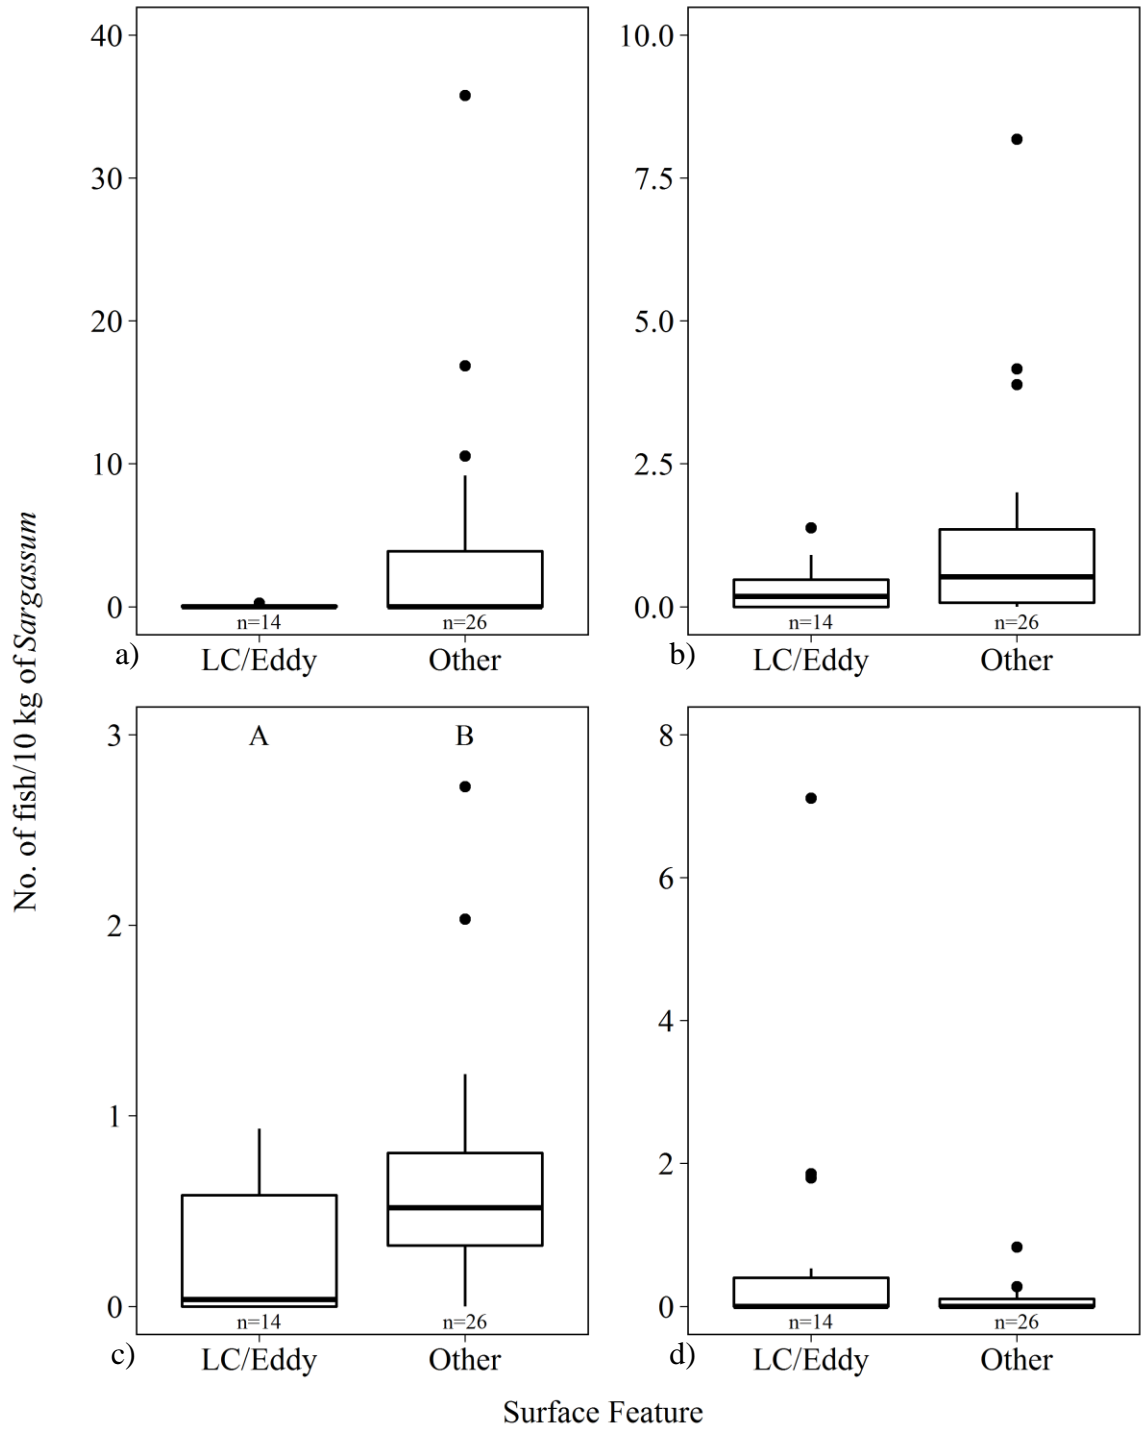 No. of fish/10 kg of Sargassum
40
30
20
10
0
n=14
n=26
a)
LC/Eddy
Other
10.0
7.5
5.0
2.5
0.0
n=14
n=26
b)
LC/Eddy
Other
3
2
1
0
A
B
n=14
n=26
c)
LC/Eddy
Other
8
6
4
2
0
n=14
n=26
d)
LC/Eddy
Other
Surface Feature